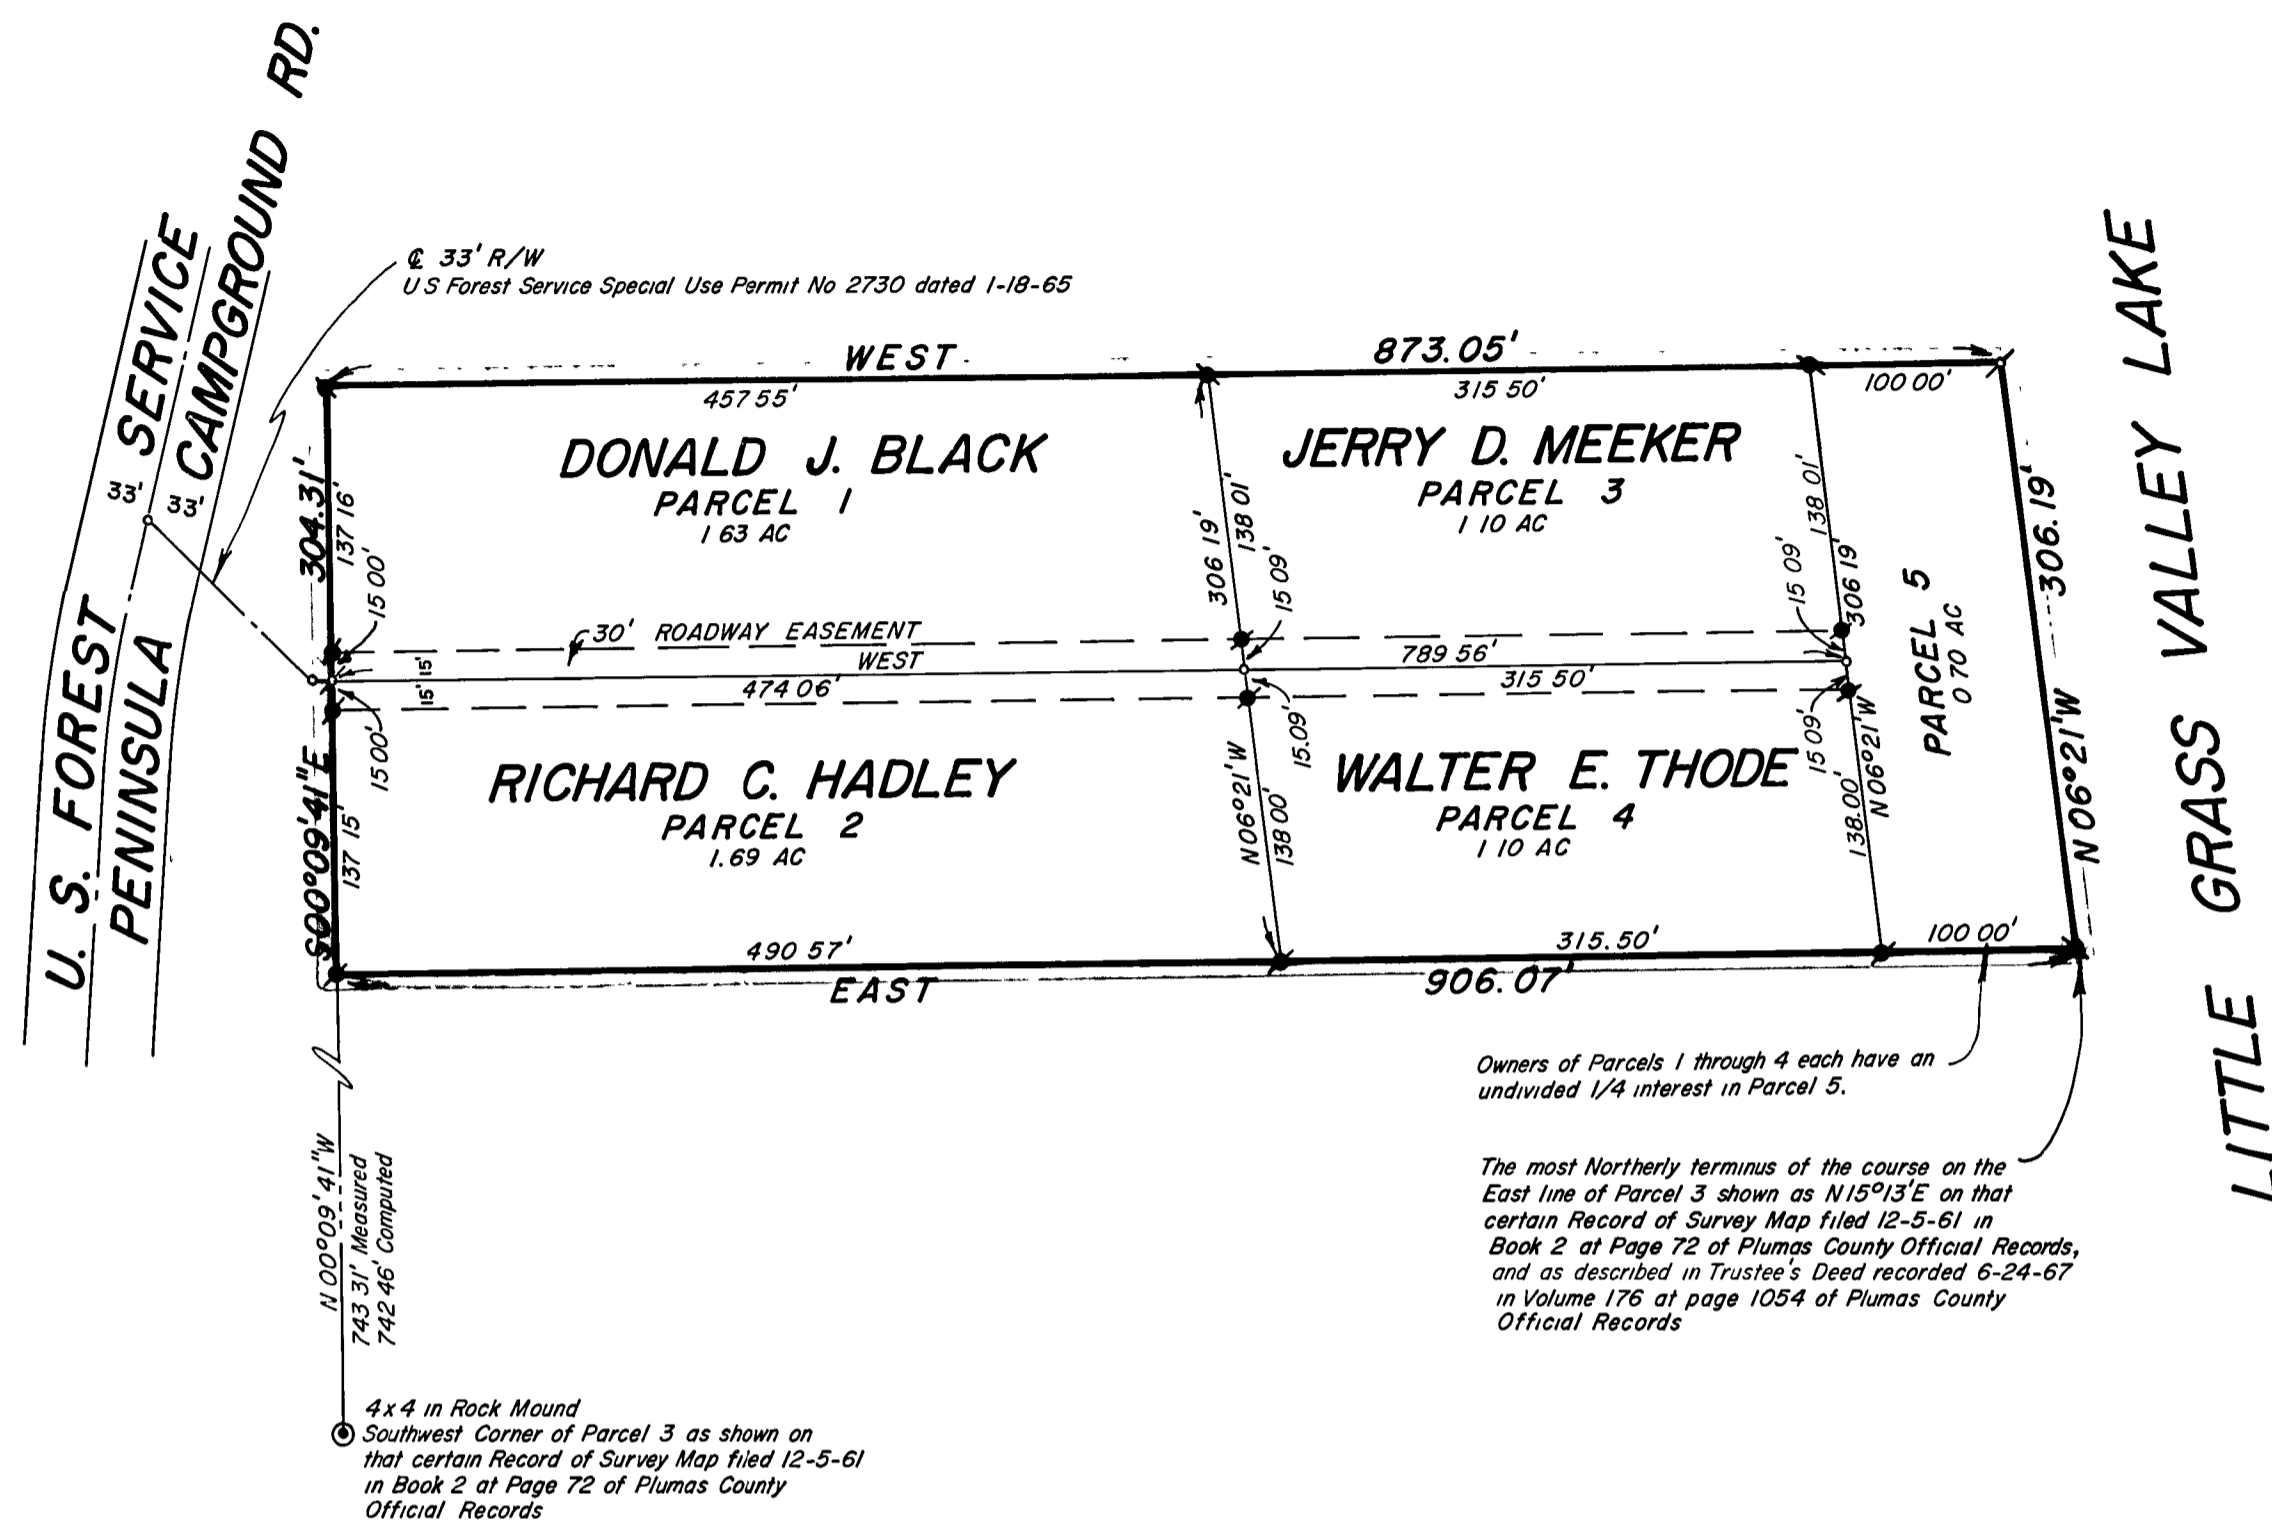 U. S. FOREST SERVICE
PENINSULA CAMPGROUND RD.
33'
33'
℄ 33' R/W
U S Forest Service Special Use Permit No 2730 dated 1-18-65
WEST
873.05'
457 55'
315 50'
100 00'
DONALD J. BLACK
PARCEL 1
1 63 AC
JERRY D. MEEKER
PARCEL 3
1 10 AC
304.31'
137 16'
15 00'
306 19'
138 01'
15 09'
138 01'
15 09'
306 19'
PARCEL 5
0 70 AC
306.19'
30' ROADWAY EASEMENT
WEST
789 56'
15' 15'
474 06'
315 50'
15 00'
137 15'
S00°09'41"E
RICHARD C. HADLEY
PARCEL 2
1.69 AC
WALTER E. THODE
PARCEL 4
1 10 AC
15.09'
N06°21'W
138 00'
15 09'
138.00'
N06°21'W
N06°21'W
490 57'
315.50'
100 00'
EAST
906.07'
LITTLE GRASS VALLEY LAKE
Owners of Parcels 1 through 4 each have an
undivided 1/4 interest in Parcel 5.
The most Northerly terminus of the course on the
East line of Parcel 3 shown as N15°13'E on that
certain Record of Survey Map filed 12-5-61 in
Book 2 at Page 72 of Plumas County Official Records,
and as described in Trustee's Deed recorded 6-24-67
in Volume 176 at page 1054 of Plumas County
Official Records
N 00°09'41"W
743 31' Measured
742 46' Computed
4x4 in Rock Mound
Southwest Corner of Parcel 3 as shown on
that certain Record of Survey Map filed 12-5-61
in Book 2 at Page 72 of Plumas County
Official Records